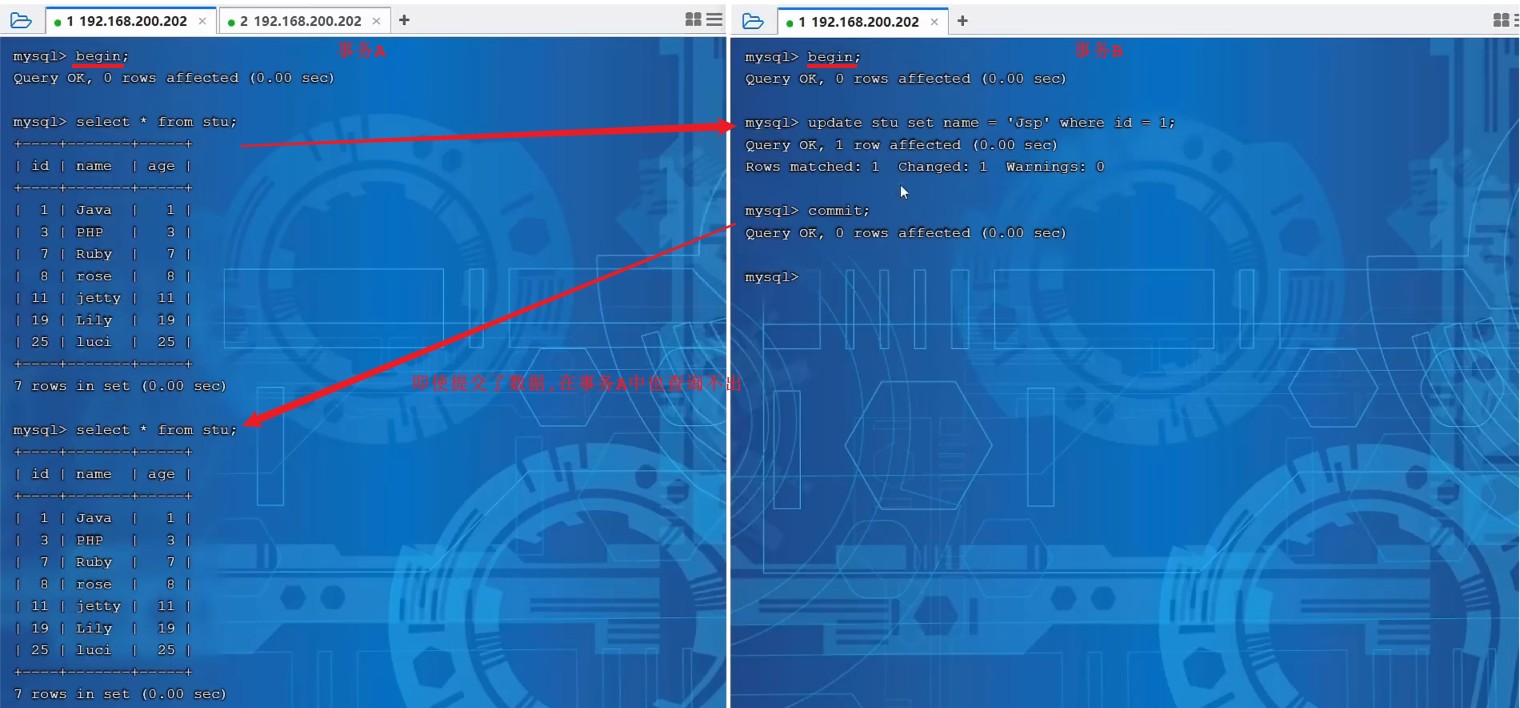 1 192.168.200.202 × 2 192.168.200.202 × +
事务A
mysql> begin;
Query OK, 0 rows affected (0.00 sec)
mysql> select * from stu;
+----+-------+-----+
| id | name  | age |
+----+-------+-----+
|  1 | Java  |   1 |
|  3 | PHP   |   3 |
|  7 | Ruby  |   7 |
|  8 | rose  |   8 |
| 11 | jetty |  11 |
| 19 | Lily  |  19 |
| 25 | luci  |  25 |
+----+-------+-----+
7 rows in set (0.00 sec)
即使提交了数据,在事务A中也查询不出
mysql> select * from stu;
+----+-------+-----+
| id | name  | age |
+----+-------+-----+
|  1 | Java  |   1 |
|  3 | PHP   |   3 |
|  7 | Ruby  |   7 |
|  8 | rose  |   8 |
| 11 | jetty |  11 |
| 19 | Lily  |  19 |
| 25 | luci  |  25 |
+----+-------+-----+
7 rows in set (0.00 sec)
1 192.168.200.202 × +
事务B
mysql> begin;
Query OK, 0 rows affected (0.00 sec)
mysql> update stu set name = 'Jsp' where id = 1;
Query OK, 1 row affected (0.00 sec)
Rows matched: 1  Changed: 1  Warnings: 0
mysql> commit;
Query OK, 0 rows affected (0.00 sec)
mysql>